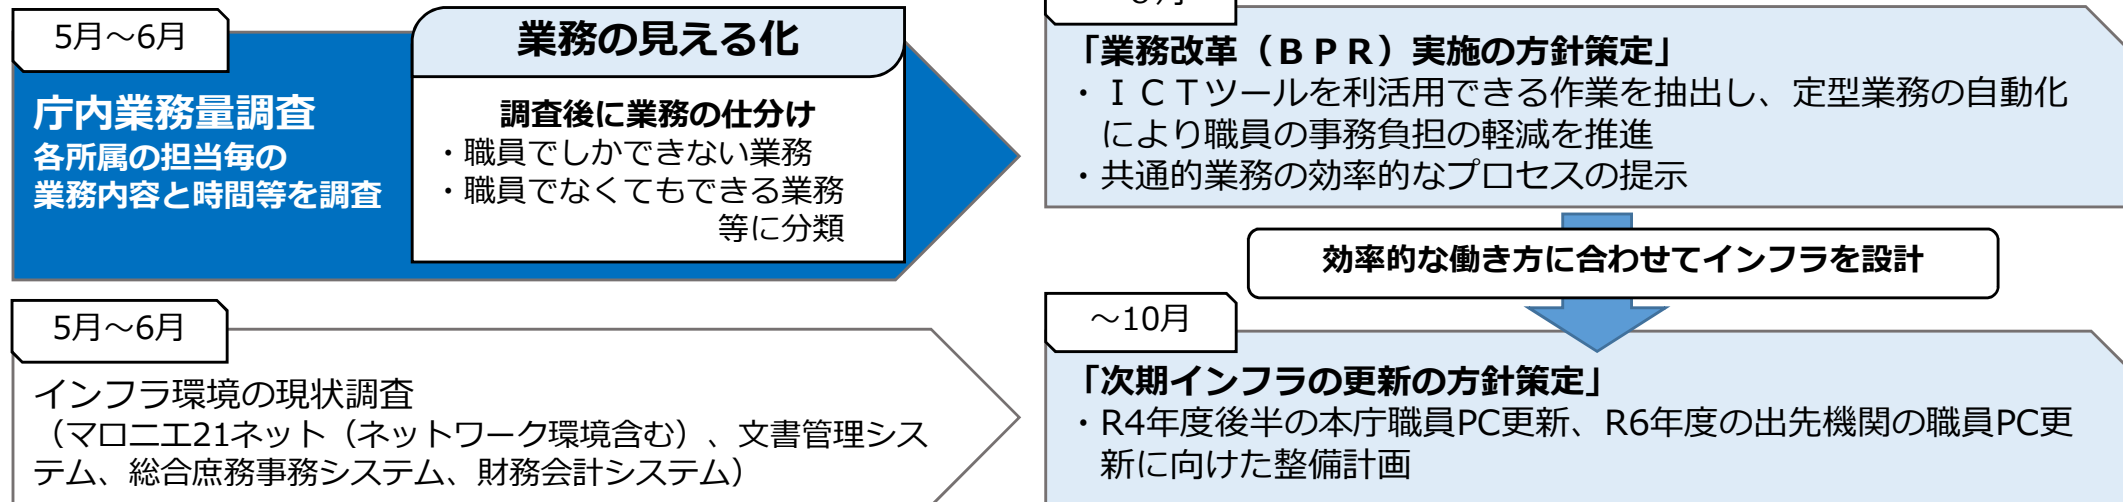 5月～6月
業務の見える化
庁内業務量調査
各所属の担当毎の
業務内容と時間等を調査
調査後に業務の仕分け
・職員でしかできない業務
・職員でなくてもできる業務
等に分類
「業務改革（ＢＰＲ）実施の方針策定」
・ＩＣＴツールを利活用できる作業を抽出し、定型業務の自動化
により職員の事務負担の軽減を推進
・共通的業務の効率的なプロセスの提示
効率的な働き方に合わせてインフラを設計
5月～6月
インフラ環境の現状調査
（マロニエ21ネット（ネットワーク環境含む）、文書管理シス
テム、総合庶務事務システム、財務会計システム）
～10月
「次期インフラの更新の方針策定」
・R4年度後半の本庁職員PC更新、R6年度の出先機関の職員PC更
新に向けた整備計画